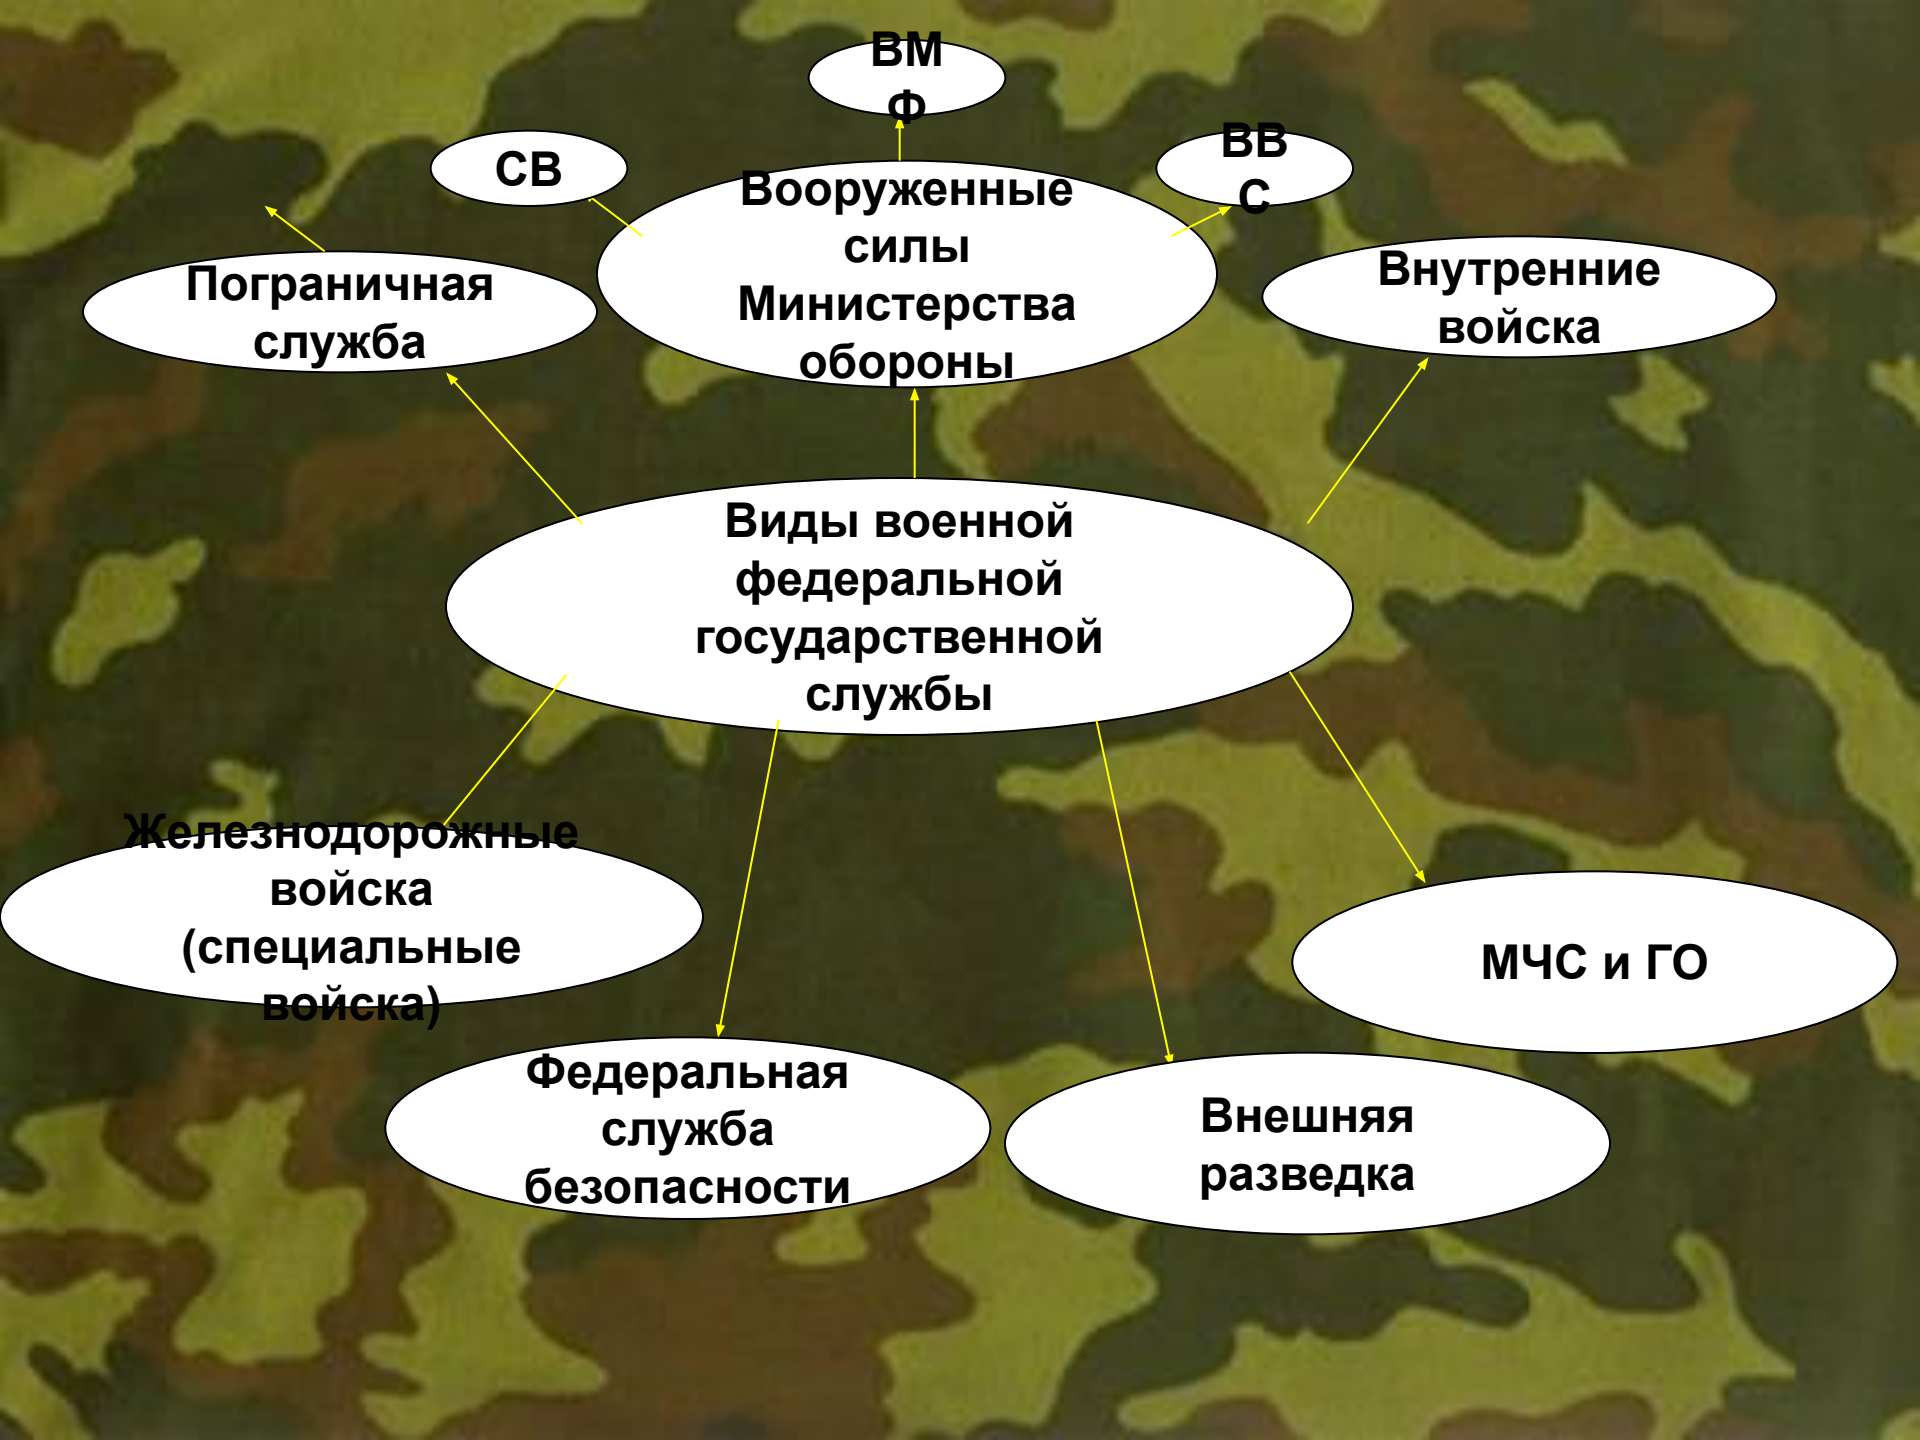 ВМ
Ф
СВ
ВВ
С
Вооруженные
силы
Министерства
обороны
Пограничная
служба
Внутренние
войска
Виды военной
федеральной
государственной
службы
Железнодорожные
войска
(специальные
войска)
МЧС и ГО
Федеральная
служба
безопасности
Внешняя
разведка